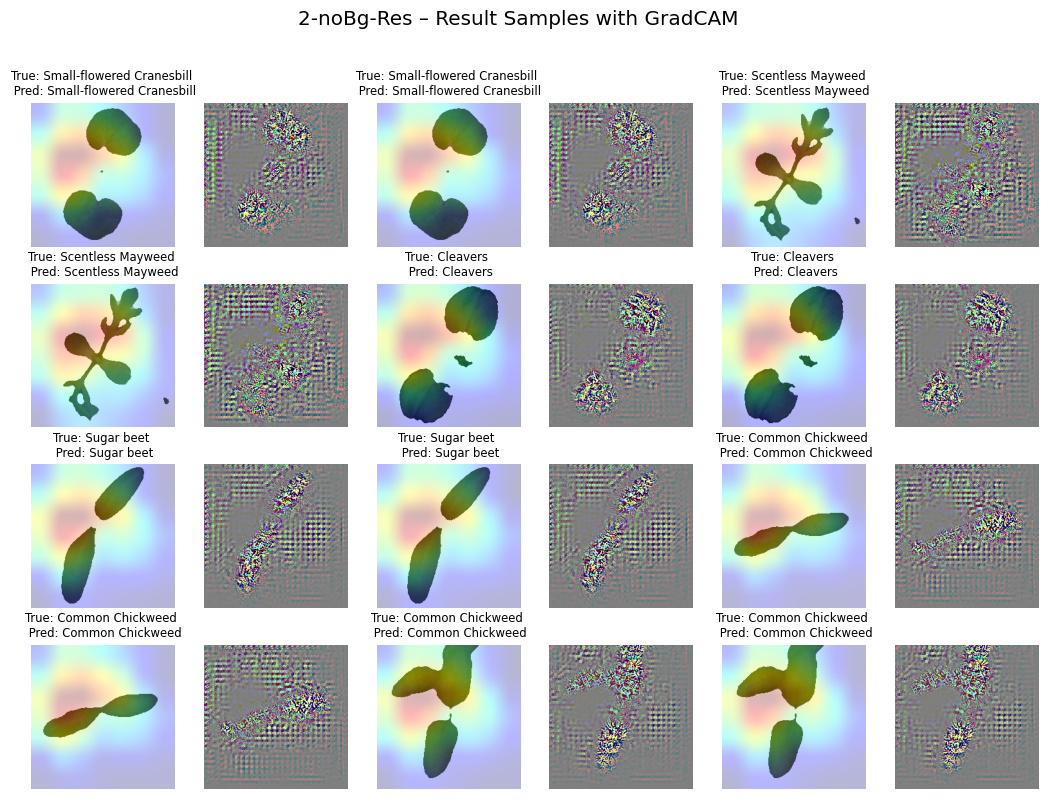 2-noBg-Res – Result Samples with GradCAM
True: Small-flowered Cranesbill
Pred: Small-flowered Cranesbill
True: Small-flowered Cranesbill
Pred: Small-flowered Cranesbill
True: Scentless Mayweed
Pred: Scentless Mayweed
True: Scentless Mayweed
Pred: Scentless Mayweed
True: Cleavers
Pred: Cleavers
True: Cleavers
Pred: Cleavers
True: Sugar beet
Pred: Sugar beet
True: Sugar beet
Pred: Sugar beet
True: Common Chickweed
Pred: Common Chickweed
True: Common Chickweed
Pred: Common Chickweed
True: Common Chickweed
Pred: Common Chickweed
True: Common Chickweed
Pred: Common Chickweed